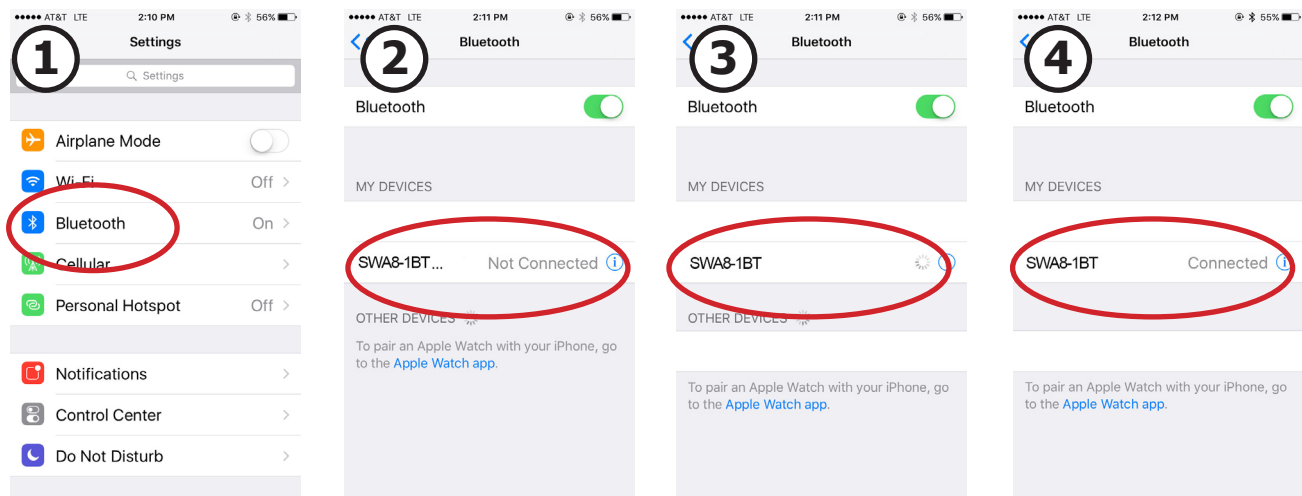 1
●●●●● AT&T LTE 2:10 PM 56%
Settings
Settings
Airplane Mode
Wi-Fi Off
Bluetooth On
Cellular
Personal Hotspot Off
Notifications
Control Center
Do Not Disturb
2
●●●●● AT&T LTE 2:11 PM 56%
Bluetooth
Bluetooth
MY DEVICES
SWA8-1BT... Not Connected i
OTHER DEVICES
To pair an Apple Watch with your iPhone, go
to the Apple Watch app.
3
●●●●● AT&T LTE 2:11 PM 56%
Bluetooth
Bluetooth
MY DEVICES
SWA8-1BT
OTHER DEVICES
To pair an Apple Watch with your iPhone, go
to the Apple Watch app.
4
●●●●● AT&T LTE 2:12 PM 55%
Bluetooth
Bluetooth
MY DEVICES
SWA8-1BT Connected i
To pair an Apple Watch with your iPhone, go
to the Apple Watch app.